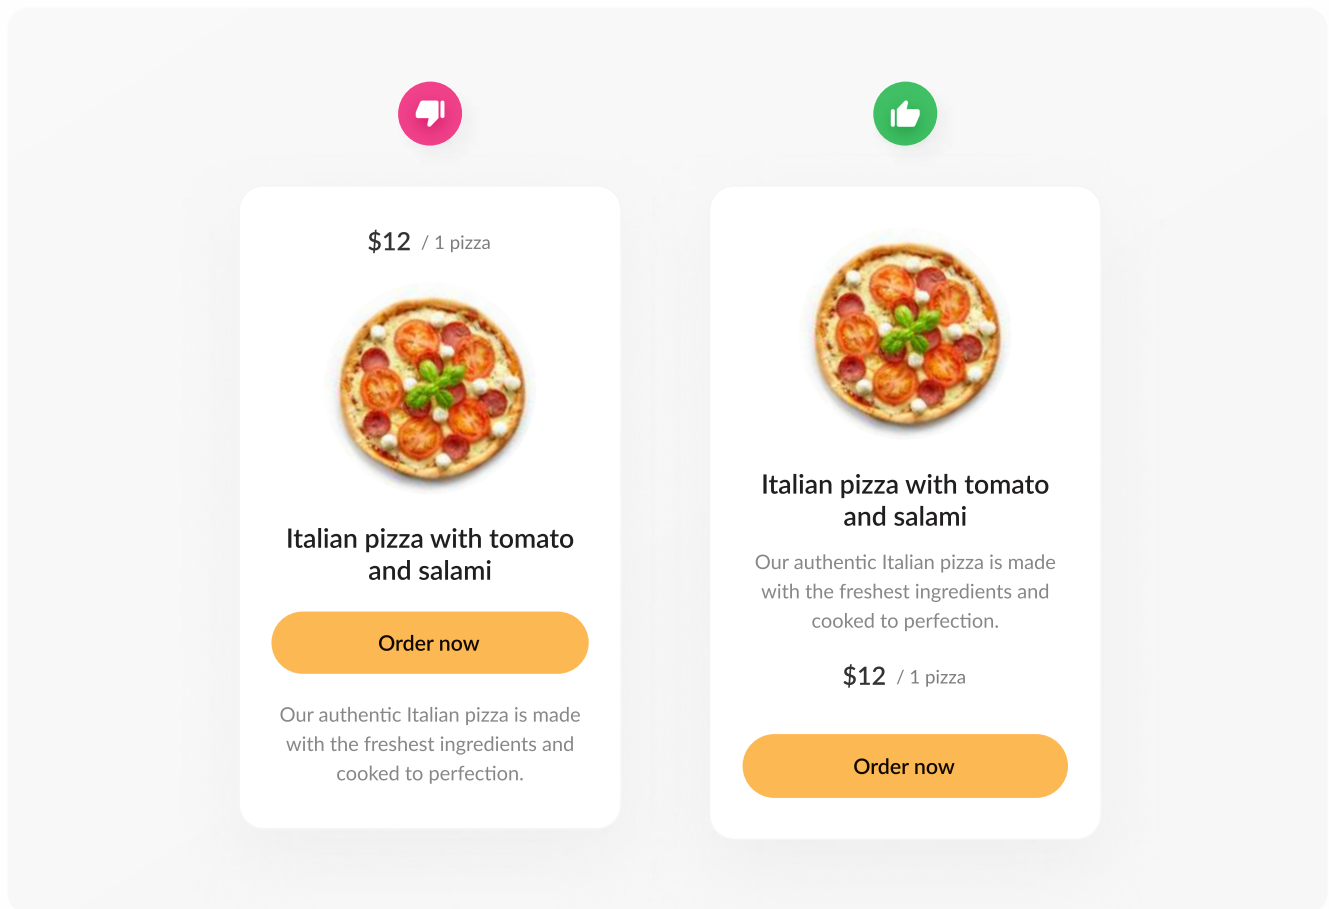 $12 / 1 pizza
Italian pizza with tomato
and salami
Order now
Our authentic Italian pizza is made
with the freshest ingredients and
cooked to perfection.
Italian pizza with tomato
and salami
Our authentic Italian pizza is made
with the freshest ingredients and
cooked to perfection.
$12 / 1 pizza
Order now